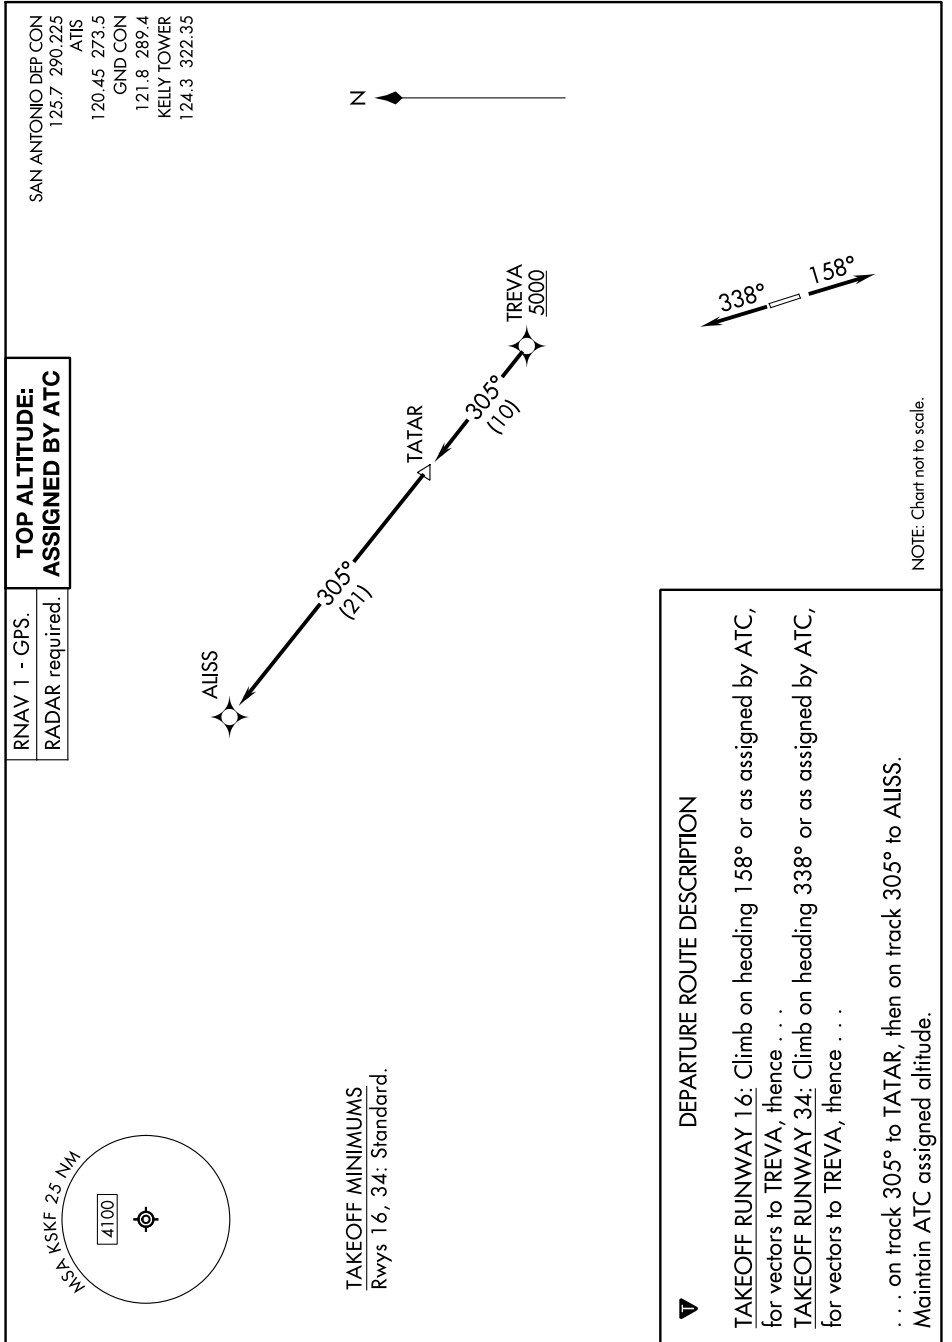 RNAV 1 - GPS.
RADAR required.
TOP ALTITUDE:
ASSIGNED BY ATC
SAN ANTONIO DEP CON
125.7 290.225
ATIS
120.45 273.5
GND CON
121.8 289.4
KELLY TOWER
124.3 322.35
MSA KSKF 25 NM
4100
N
ALISS
305°
(21)
TATAR
305°
(10)
TREVA
5000
TAKEOFF MINIMUMS
Rwys 16, 34: Standard.
338°
158°
NOTE: Chart not to scale.
T
DEPARTURE ROUTE DESCRIPTION
TAKEOFF RUNWAY 16: Climb on heading 158° or as assigned by ATC,
for vectors to TREVA, thence . . .
TAKEOFF RUNWAY 34: Climb on heading 338° or as assigned by ATC,
for vectors to TREVA, thence . . .
. . . on track 305° to TATAR, then on track 305° to ALISS.
Maintain ATC assigned altitude.